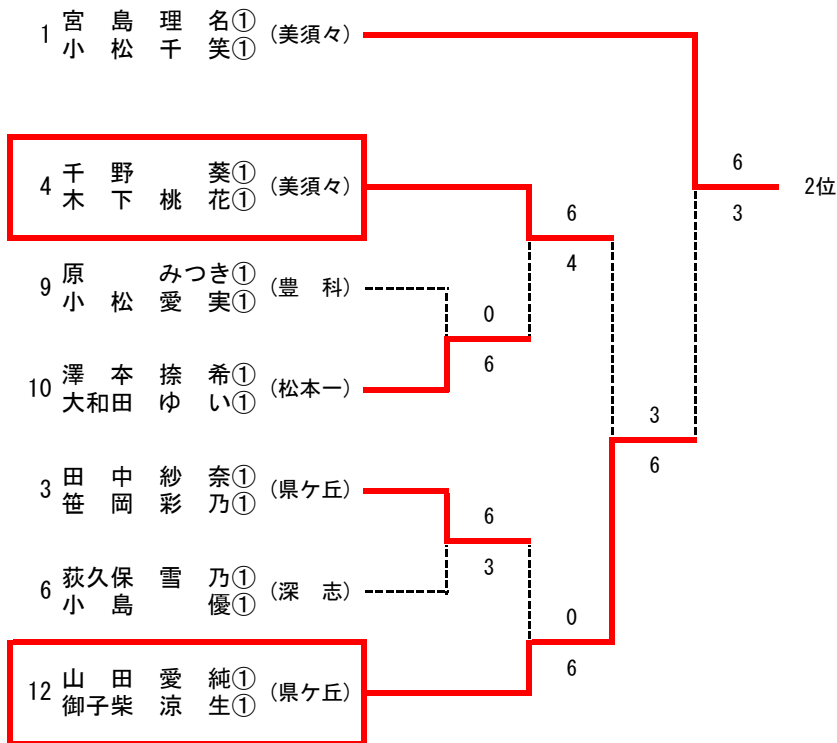 1 宮島理名① (美須々)
小松千笑①
4 千野葵① (美須々)
木下桃花①
9 原みつき① (豊科)
小松愛実①
10 澤本捺希① (松本一)
大和田ゆい①
3 田中紗奈① (県ケ丘)
笹岡彩乃①
6 荻久保雪乃① (深志)
小島優①
12 山田愛純① (県ケ丘)
御子柴涼生①
6
3
2位
6
4
0
6
3
6
6
3
0
6